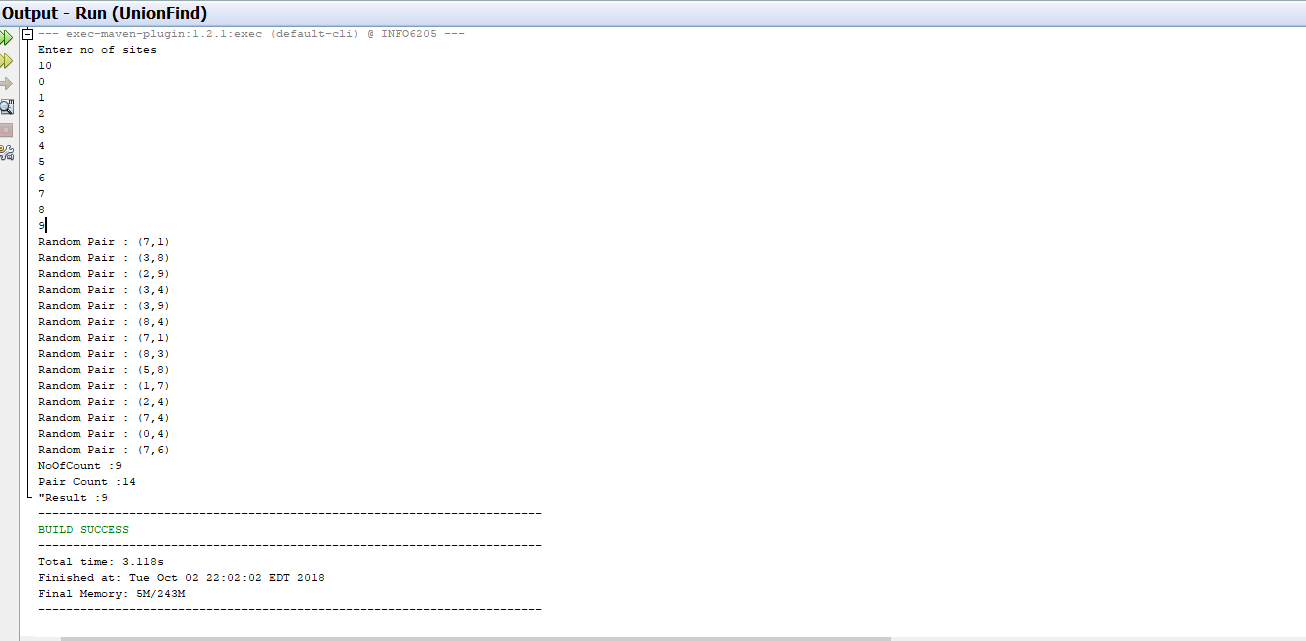 Output - Run (UnionFind)
--- exec-maven-plugin:1.2.1:exec (default-cli) @ INFO6205 ---
Enter no of sites
10
0
1
2
3
4
5
6
7
8
9
Random Pair : (7,1)
Random Pair : (3,8)
Random Pair : (2,9)
Random Pair : (3,4)
Random Pair : (3,9)
Random Pair : (8,4)
Random Pair : (7,1)
Random Pair : (8,3)
Random Pair : (5,8)
Random Pair : (1,7)
Random Pair : (2,4)
Random Pair : (7,4)
Random Pair : (0,4)
Random Pair : (7,6)
NoOfCount :9
Pair Count :14
"Result :9
------------------------------------------------------------------------
BUILD SUCCESS
------------------------------------------------------------------------
Total time: 3.118s
Finished at: Tue Oct 02 22:02:02 EDT 2018
Final Memory: 5M/243M
------------------------------------------------------------------------